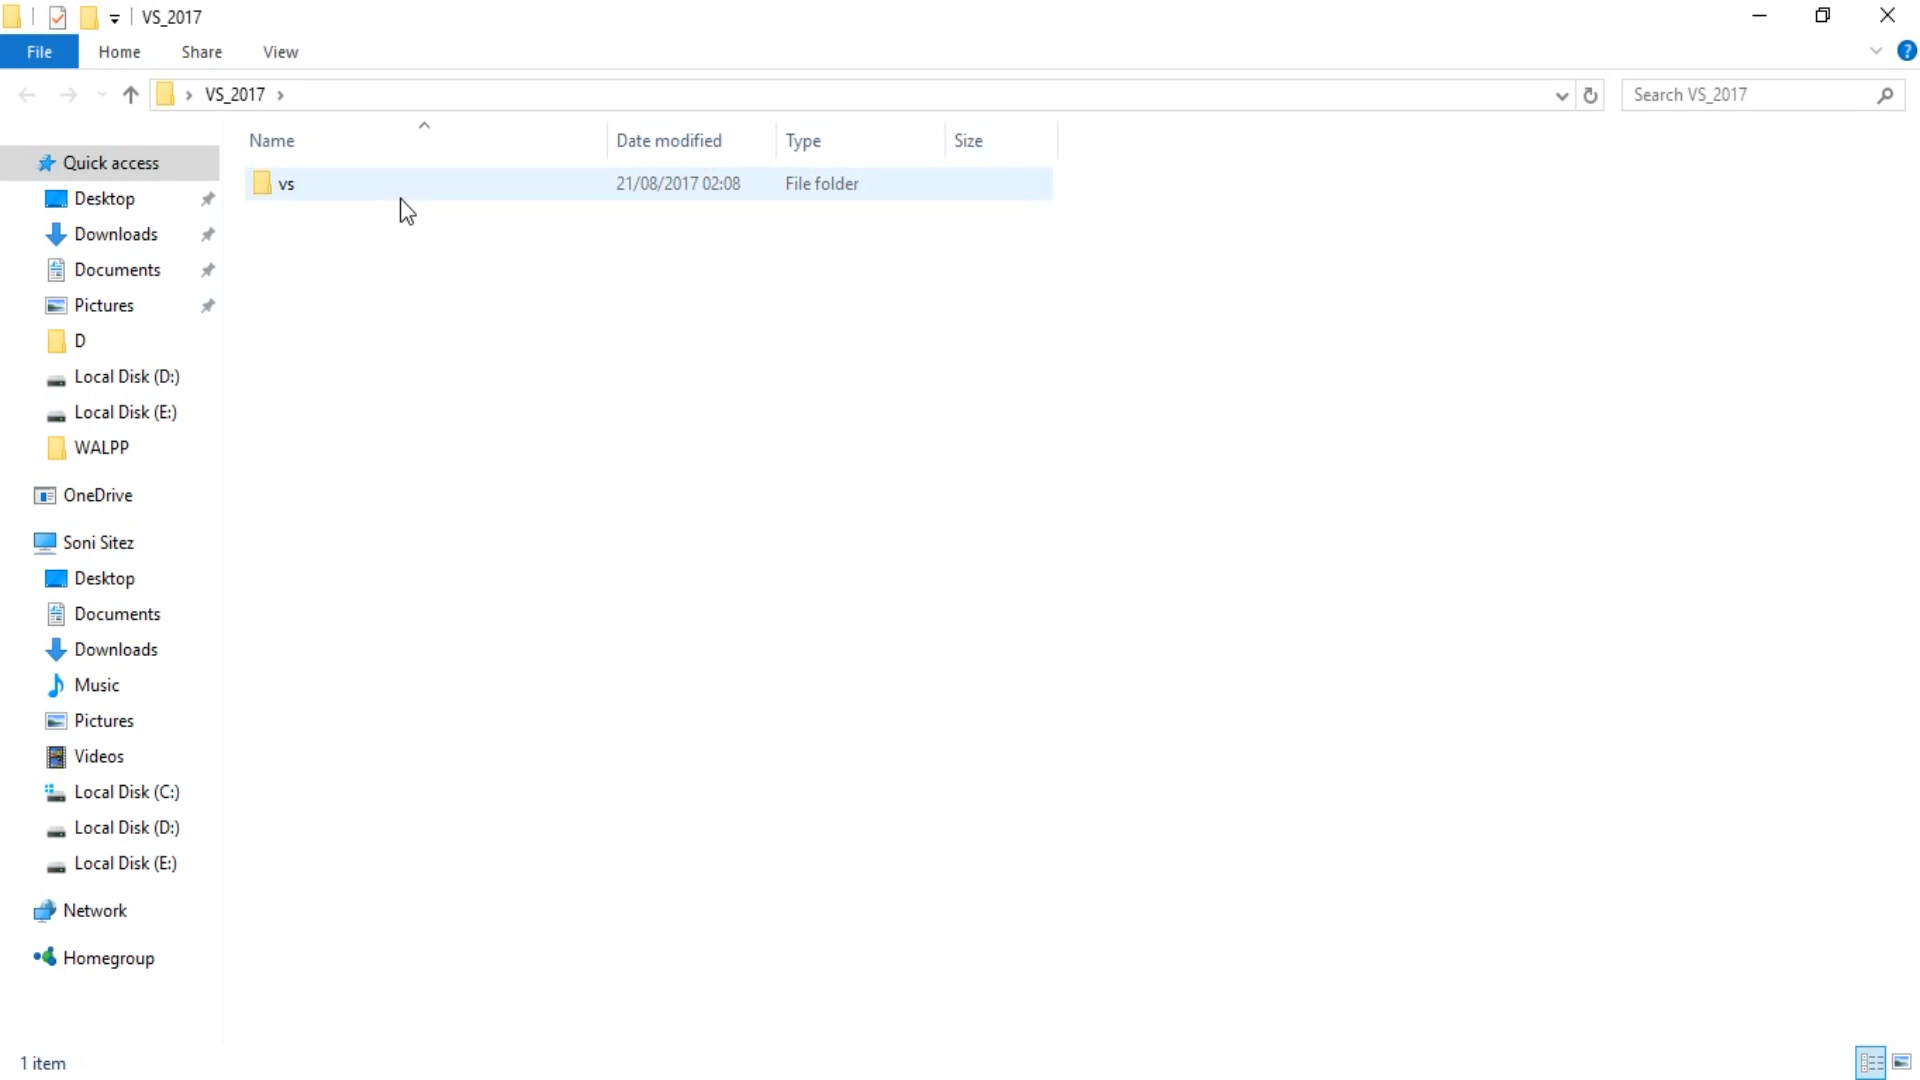 VS_2017
File Home Share View
VS_2017
Search VS_2017
Name Date modified Type Size
vs 21/08/2017 02:08 File folder
Quick access
Desktop
Downloads
Documents
Pictures
D
Local Disk (D:)
Local Disk (E:)
WALPP
OneDrive
Soni Sitez
Desktop
Documents
Downloads
Music
Pictures
Videos
Local Disk (C:)
Local Disk (D:)
Local Disk (E:)
Network
Homegroup
1 item